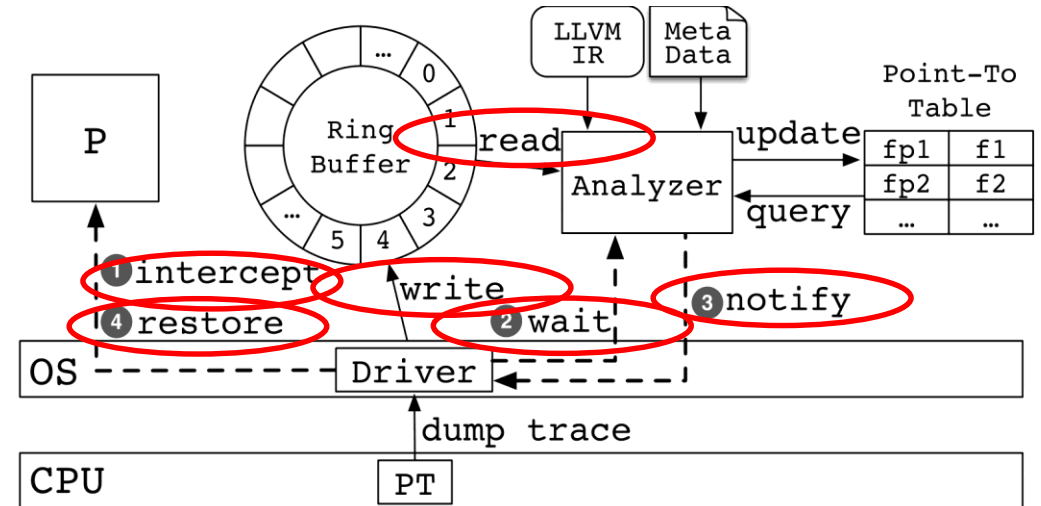 LLVM
IR
Meta
Data
Point-To
Table
P
Ring
Buffer
…
0
1
2
3
4
5
…
read
Analyzer
update
query
fp1 f1
fp2 f2
… …
1 intercept
write
4 restore
2 wait
3 notify
OS
Driver
dump trace
CPU
PT